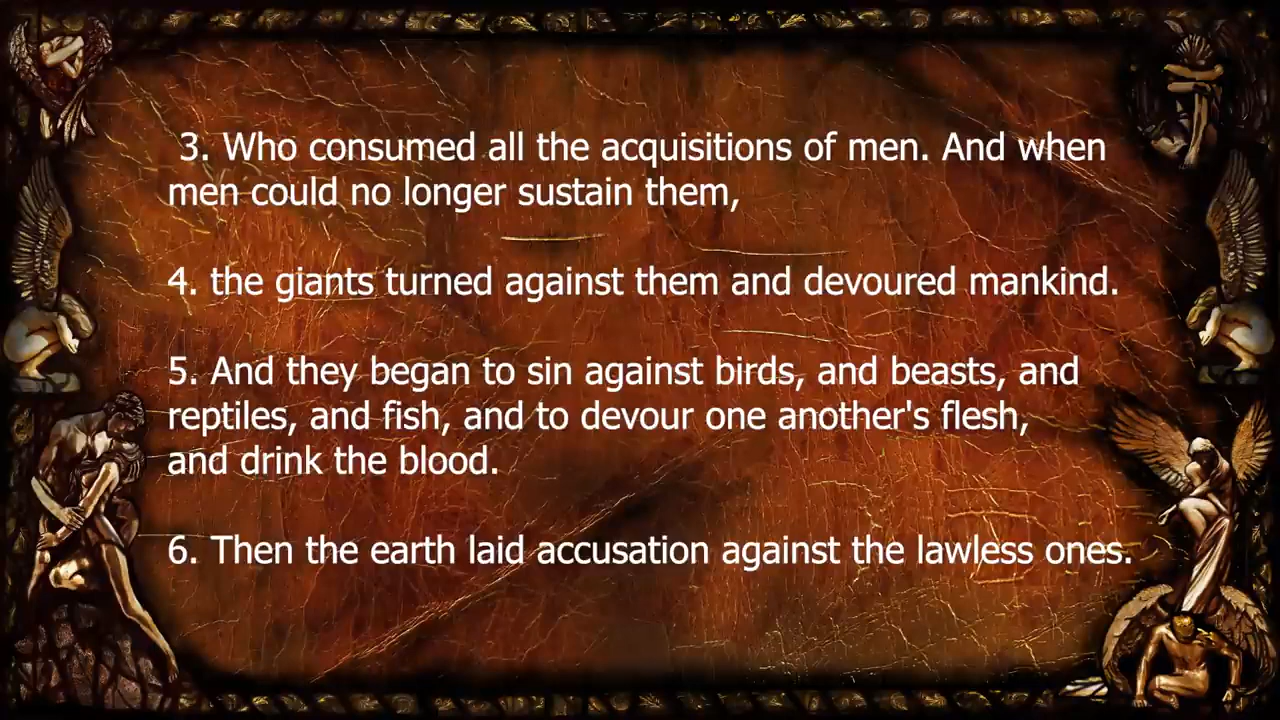 3. Who consumed all the acquisitions of men. And when
men could no longer sustain them,
4. the giants turned against them and devoured mankind.
5. And they began to sin against birds, and beasts, and
reptiles, and fish, and to devour one another's flesh,
and drink the blood.
6. Then the earth laid accusation against the lawless ones.